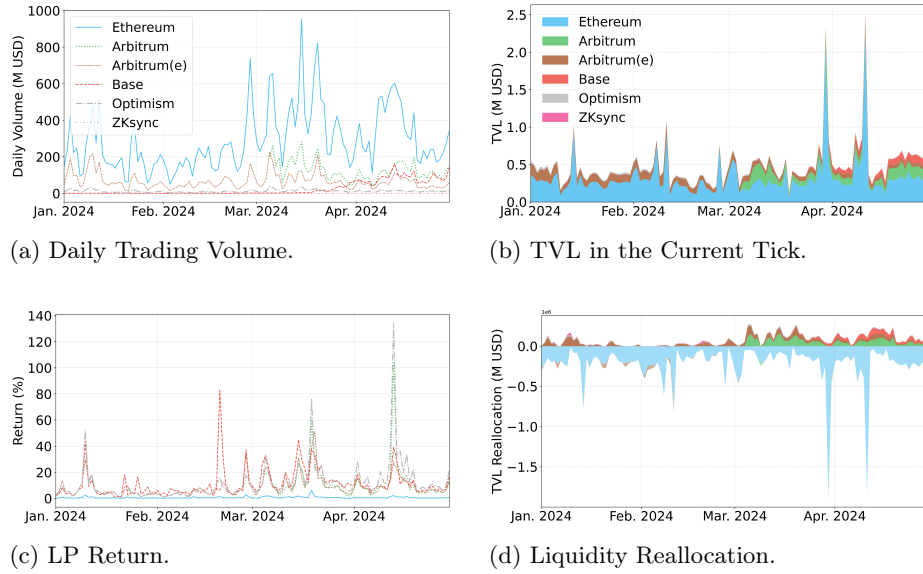 1000
800
600
400
200
0
Daily Volume (M USD)
Ethereum
Arbitrum
Arbitrum(e)
Base
Optimism
ZKsync
Jan. 2024 Feb. 2024 Mar. 2024 Apr. 2024
(a) Daily Trading Volume.
2.5
2.0
1.5
1.0
0.5
0.0
TVL (M USD)
Ethereum
Arbitrum
Arbitrum(e)
Base
Optimism
ZKsync
Jan. 2024 Feb. 2024 Mar. 2024 Apr. 2024
(b) TVL in the Current Tick.
140
120
100
80
60
40
20
0
Return (%)
Jan. 2024 Feb. 2024 Mar. 2024 Apr. 2024
(c) LP Return.
1e6
0.0
−0.5
−1.0
−1.5
TVL Reallocation (M USD)
Jan. 2024 Feb. 2024 Mar. 2024 Apr. 2024
(d) Liquidity Reallocation.